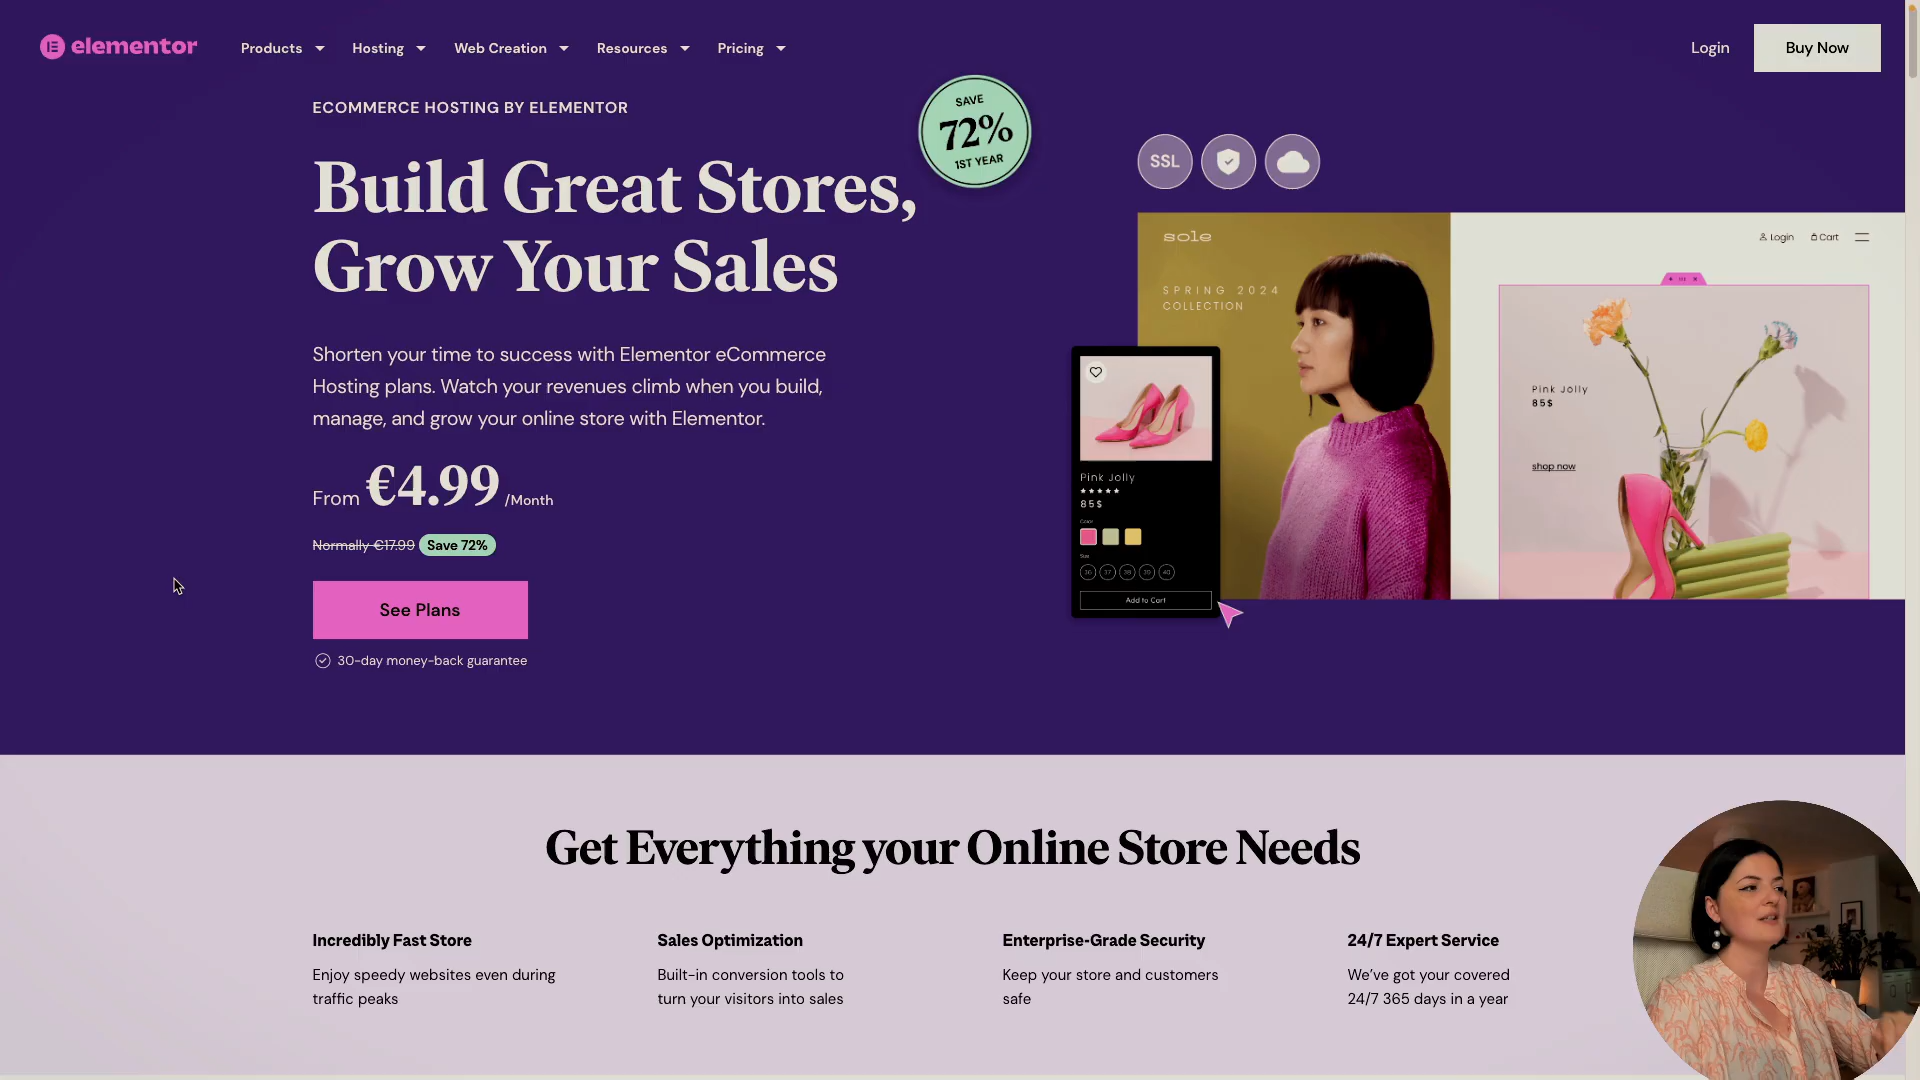 elementor
Products
Hosting
Web Creation
Resources
Pricing
Login
Buy Now
ECOMMERCE HOSTING BY ELEMENTOR
SAVE
72%
1ST YEAR
Build Great Stores,
Grow Your Sales
Shorten your time to success with Elementor eCommerce
Hosting plans. Watch your revenues climb when you build,
manage, and grow your online store with Elementor.
From €4.99 /Month
Normally €17.99 Save 72%
See Plans
30-day money-back guarantee
SSL
sole
Login
Cart
SPRING 2024
COLLECTION
Pink Jolly
85$
shop now
Pink Jolly
85$
Color
Size
36 37 38 39 40
Add to Cart
Get Everything your Online Store Needs
Incredibly Fast Store
Enjoy speedy websites even during
traffic peaks
Sales Optimization
Built-in conversion tools to
turn your visitors into sales
Enterprise-Grade Security
Keep your store and customers
safe
24/7 Expert Service
We've got your covered
24/7 365 days in a year